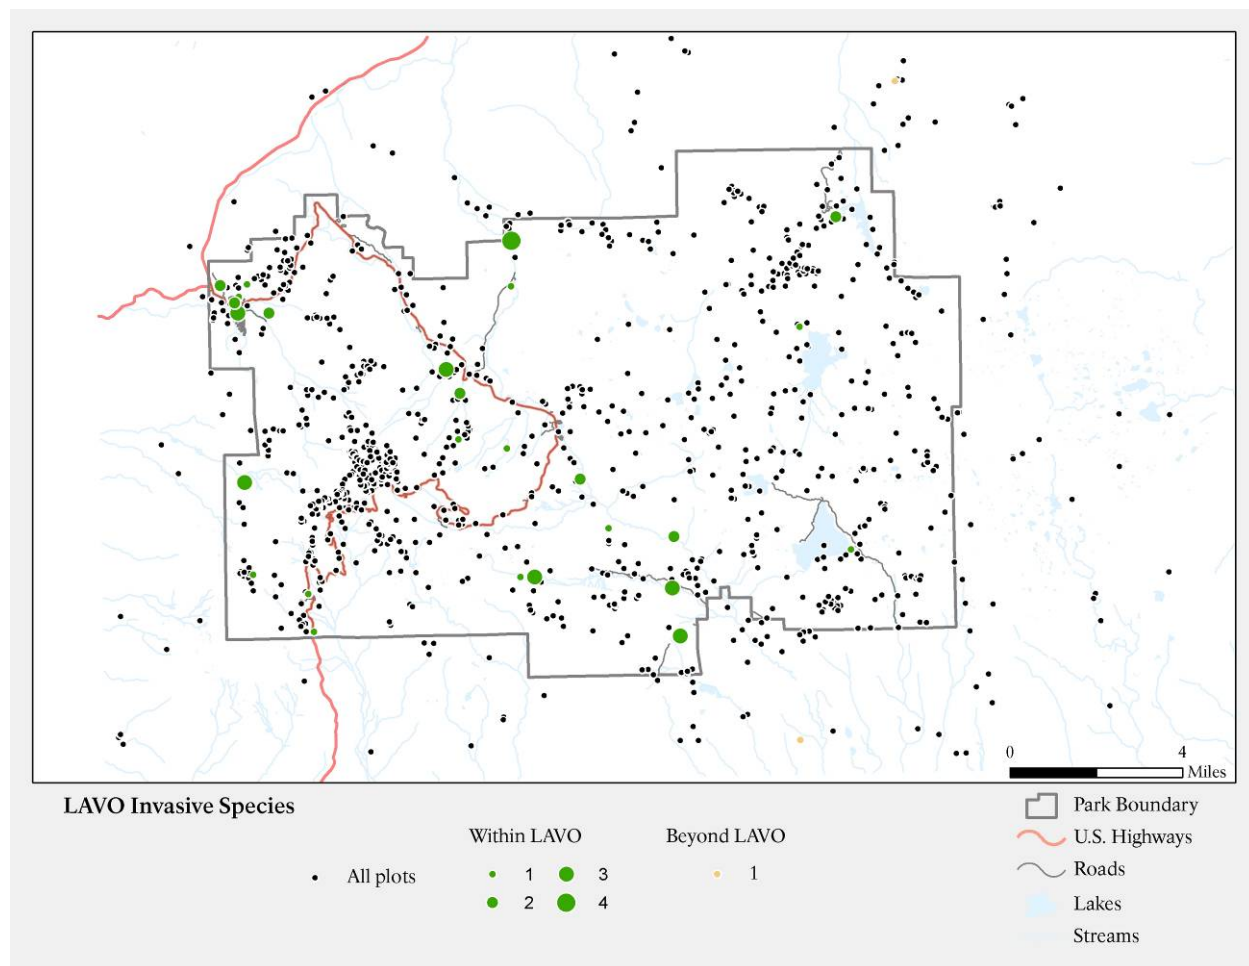 0 4
Miles
LAVO Invasive Species
All plots
Within LAVO
1 3
2 4
Beyond LAVO
1
Park Boundary
U.S. Highways
Roads
Lakes
Streams